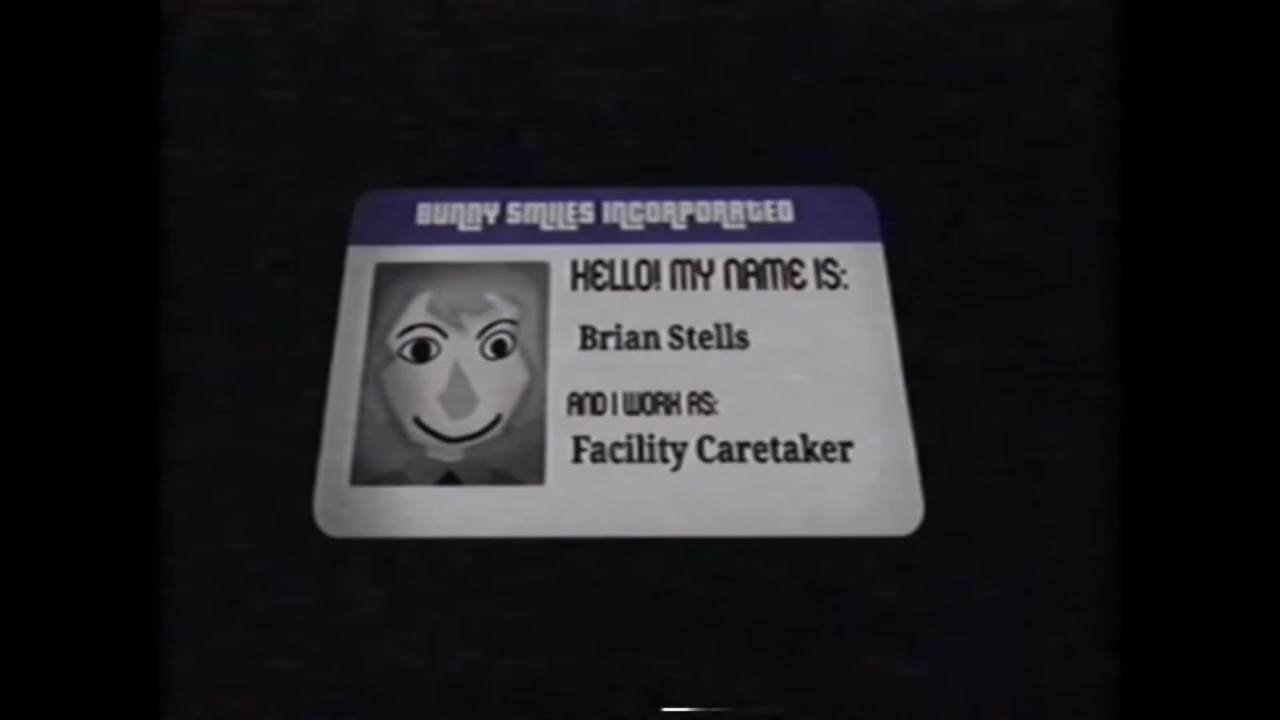 BUNNY SMILES INCORPORATED
HELLO! MY NAME IS:
Brian Stells
AND I WORK AS:
Facility Caretaker